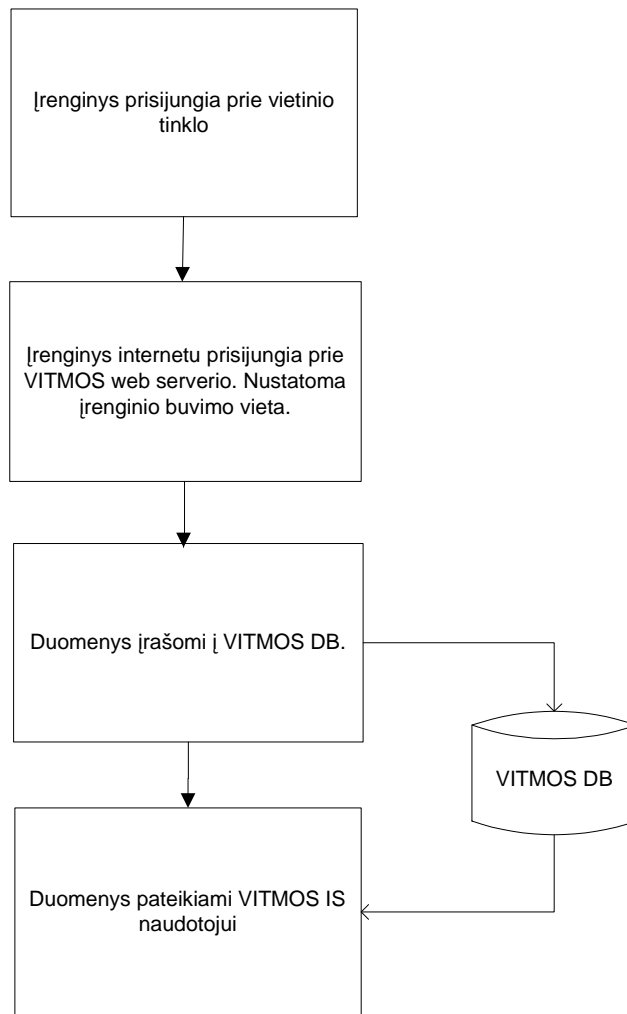 Įrenginys prisijungia prie vietinio
tinklo
Įrenginys internetu prisijungia prie
VITMOS web serverio. Nustatoma
įrenginio buvimo vieta.
Duomenys įrašomi į VITMOS DB.
VITMOS DB
Duomenys pateikiami VITMOS IS
naudotojui